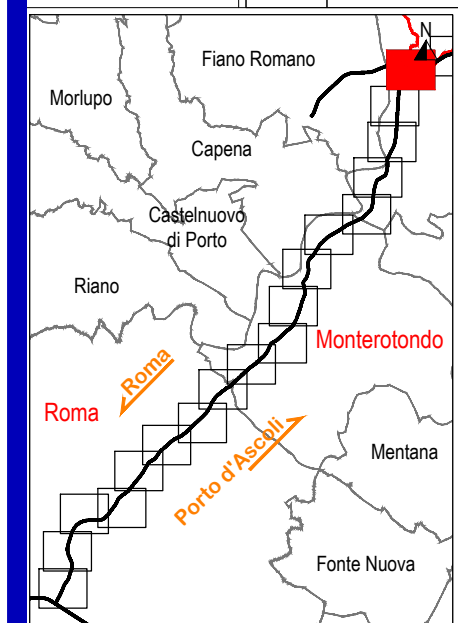 N
Fiano Romano
Morlupo
Capena
Castelnuovo
di Porto
Riano
Monterotondo
Roma
Roma
Porto d'Ascoli
Mentana
Fonte Nuova